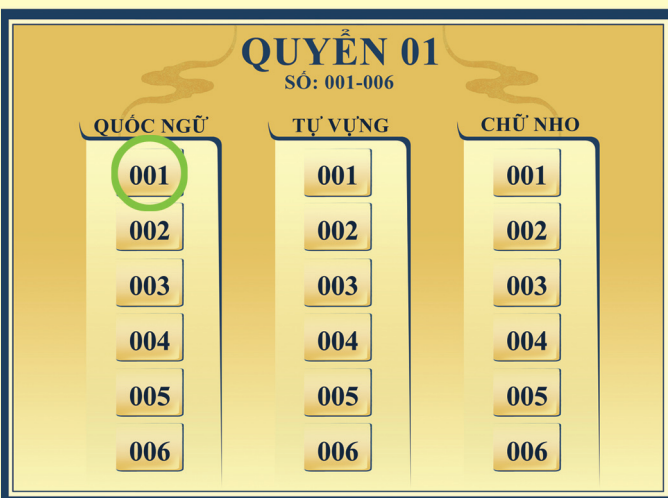 QUYỂN 01
SỐ: 001-006
QUỐC NGỮ TỰ VỰNG CHỮ NHO
001 001 001
002 002 002
003 003 003
004 004 004
005 005 005
006 006 006